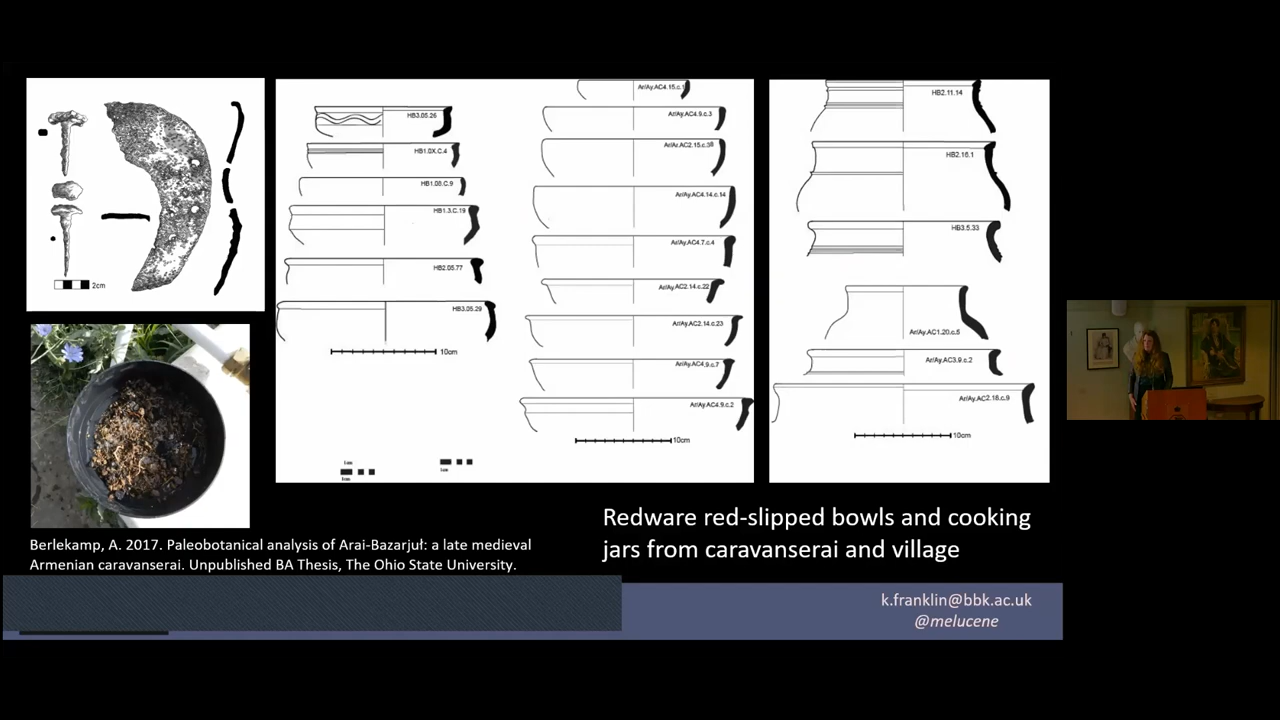 2cm
HB3.05.26
HB1.0X.C.4
HB1.08.C.9
HB1.3.C.19
HB2.05.77
HB3.05.29
10cm
Ar/Ay.AC4.9.c.3
Ar/Ay.AC4.14.c.14
Ar/Ay.AC4.7.c.4
Ar/Ay.AC2.14.c.22
Ar/Ay.AC2.14.c.23
Ar/Ay.AC4.9.c.7
Ar/Ay.AC4.9.c.2
10cm
HB2.11.14
HB2.16.1
HB3.5.33
Ar/Ay.AC1.20.c.5
Ar/Ay.AC3.9.c.2
Ar/Ay.AC2.18.c.9
10cm
Redware red-slipped bowls and cooking
jars from caravanserai and village
Berlekamp, A. 2017. Paleobotanical analysis of Arai-Bazarjuł: a late medieval
Armenian caravanserai. Unpublished BA Thesis, The Ohio State University.
k.franklin@bbk.ac.uk
@melucene